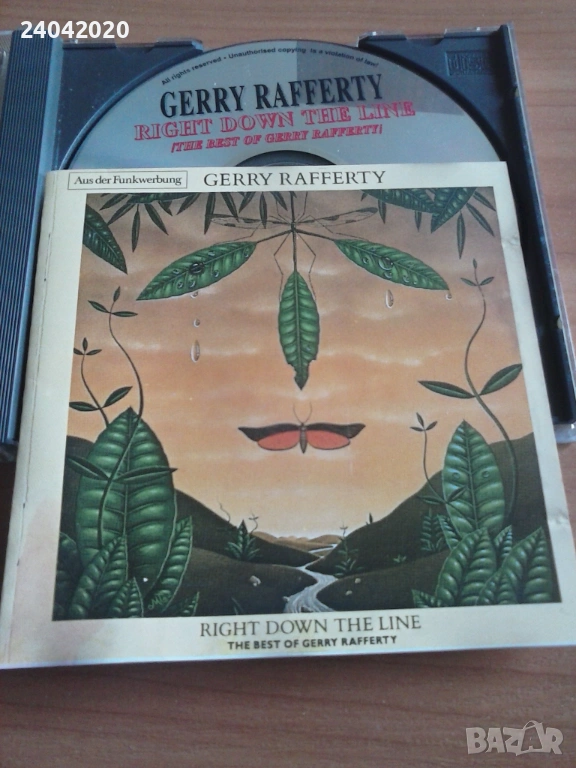 24042020
All rights reserved • Unauthorised copying is a violation of law!
GERRY RAFFERTY
RIGHT DOWN THE LINE
[THE BEST OF GERRY RAFFERTY]
Aus der Funkwerbung
GERRY RAFFERTY
RIGHT DOWN THE LINE
THE BEST OF GERRY RAFFERTY
BAZAR